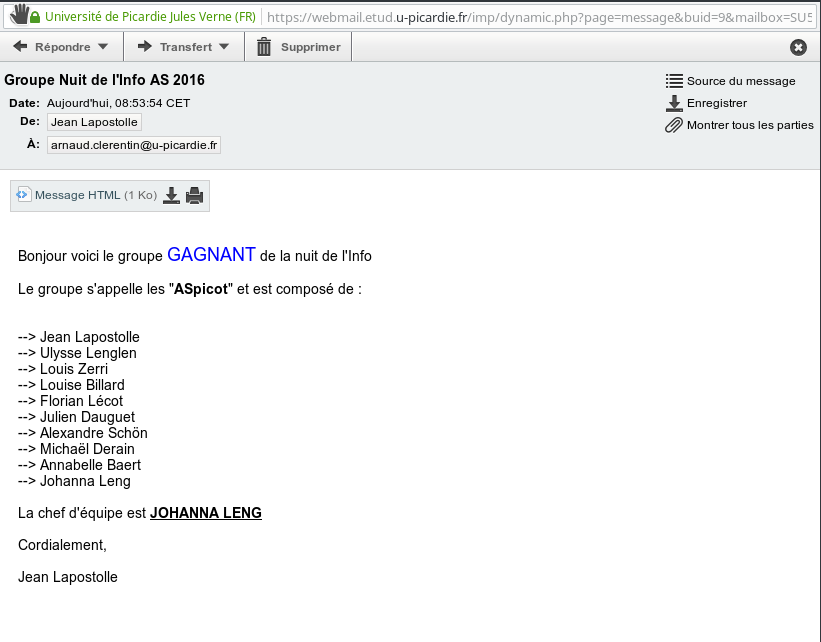 Université de Picardie Jules Verne (FR) https://webmail.etud.u-picardie.fr/imp/dynamic.php?page=message&buid=9&mailbox=SU5
Répondre Transfert Supprimer
Groupe Nuit de l'Info AS 2016
Source du message
Date: Aujourd'hui, 08:53:54 CET
Enregistrer
De: Jean Lapostolle
Montrer tous les parties
À: arnaud.clerentin@u-picardie.fr
Message HTML (1 Ko)
Bonjour voici le groupe GAGNANT de la nuit de l'Info
Le groupe s'appelle les "ASpicot" et est composé de :
--> Jean Lapostolle
--> Ulysse Lenglen
--> Louis Zerri
--> Louise Billard
--> Florian Lécot
--> Julien Dauguet
--> Alexandre Schön
--> Michaël Derain
--> Annabelle Baert
--> Johanna Leng
La chef d'équipe est JOHANNA LENG
Cordialement,
Jean Lapostolle